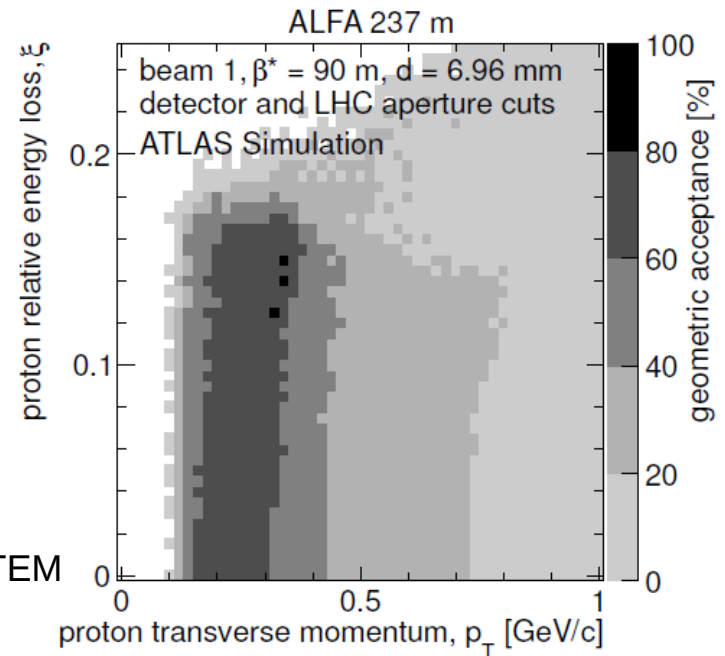 ALFA 237 m
beam 1, β* = 90 m, d = 6.96 mm
detector and LHC aperture cuts
ATLAS Simulation
proton relative energy loss, ξ
0.2
0.1
0
0
0.5
1
proton transverse momentum, p_T [GeV/c]
100
80
60
40
20
0
geometric acceptance [%]
TEM